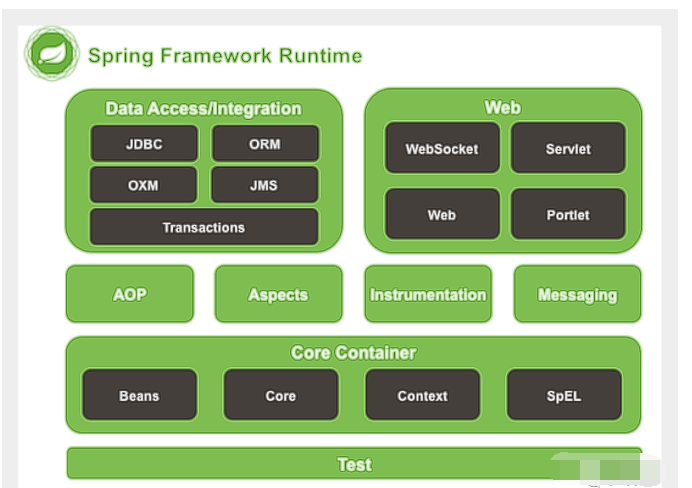 Spring Framework Runtime
Data Access/Integration
Web
JDBC
ORM
WebSocket
Servlet
OXM
JMS
Web
Portlet
Transactions
AOP
Aspects
Instrumentation
Messaging
Core Container
Beans
Core
Context
SpEL
Test